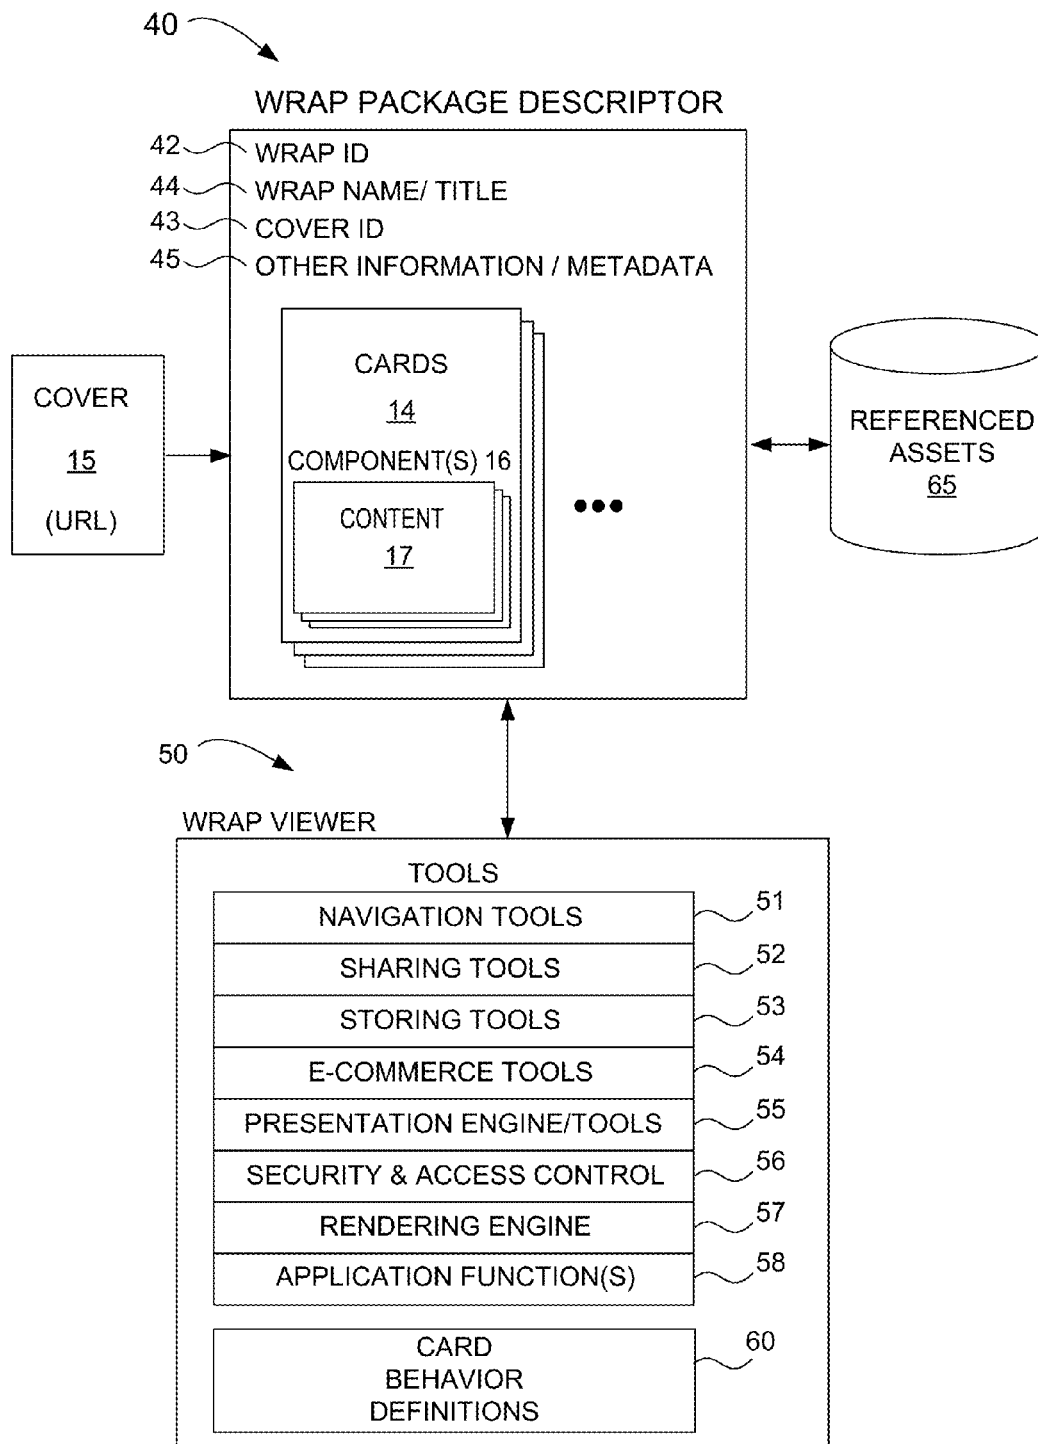 40
WRAP PACKAGE DESCRIPTOR
42 WRAP ID
44 WRAP NAME/ TITLE
43 COVER ID
45 OTHER INFORMATION / METADATA
COVER
15
(URL)
CARDS
14
COMPONENT(S) 16
CONTENT
17
REFERENCED
ASSETS
65
50
WRAP VIEWER
TOOLS
NAVIGATION TOOLS 51
SHARING TOOLS 52
STORING TOOLS 53
E-COMMERCE TOOLS 54
PRESENTATION ENGINE/TOOLS 55
SECURITY & ACCESS CONTROL 56
RENDERING ENGINE 57
APPLICATION FUNCTION(S) 58
CARD 60
BEHAVIOR
DEFINITIONS